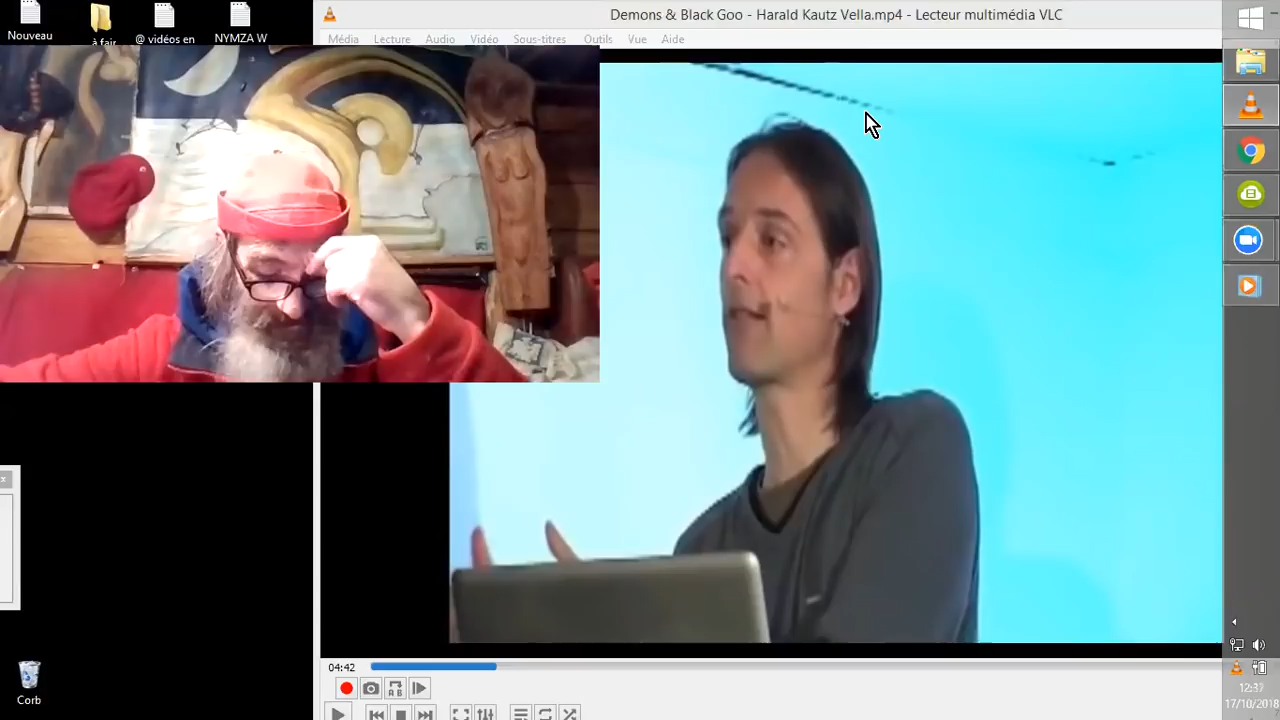 Demons & Black Goo - Harald Kautz Vella.mp4 - Lecteur multimédia VLC
Nouveau
à fair
@ vidéos en
NYMZA W
Média Lecture Audio Vidéo Sous-titres Outils Vue Aide
04:42
Corb
12:37
17/10/2018